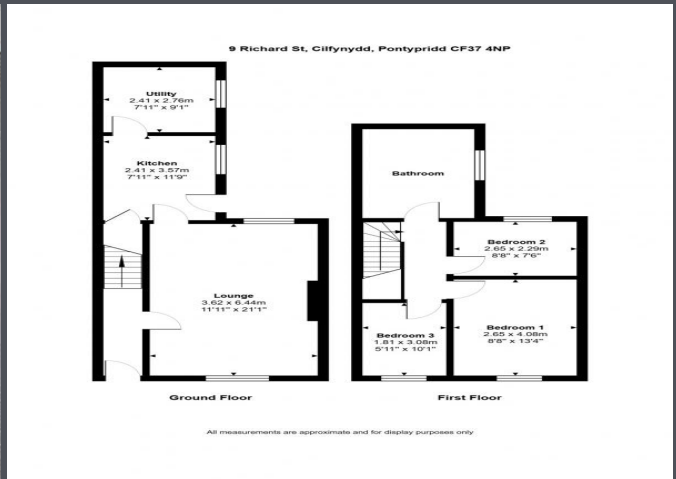 9 Richard St, Cilfynydd, Pontypridd CF37 4NP
Utility
2.41 x 2.76m
7'11" x 9'1"
Kitchen
2.41 x 3.57m
7'11" x 11'9"
Lounge
3.62 x 6.44m
11'11" x 21'1"
Ground Floor
Bathroom
Bedroom 2
2.65 x 2.29m
8'8" x 7'6"
Bedroom 3
1.81 x 3.08m
5'11" x 10'1"
Bedroom 1
2.65 x 4.08m
8'8" x 13'4"
First Floor
All measurements are approximate and for display purposes only